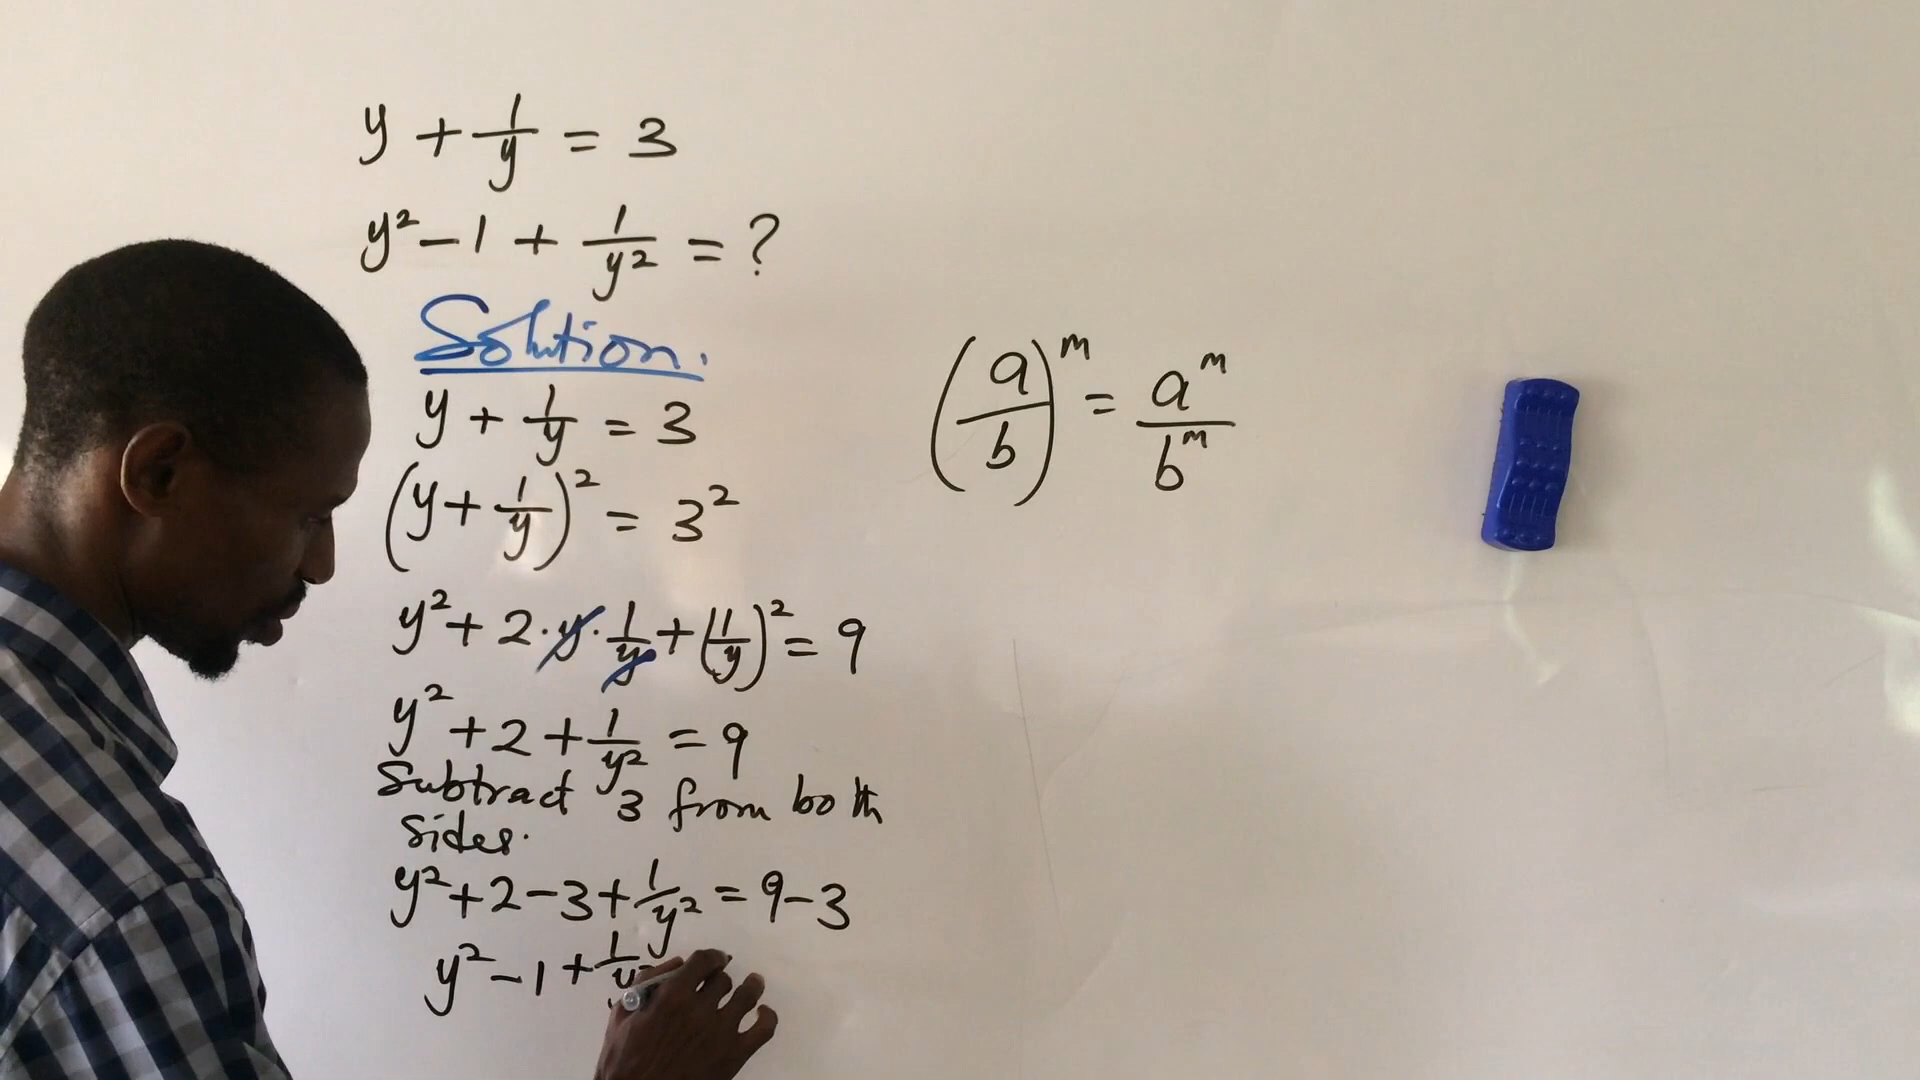 y + 1/y = 3
y² - 1 + 1/y² = ?
Solution.
y + 1/y = 3
(y + 1/y)² = 3²
y² + 2·y·1/y + (1/y)² = 9
y² + 2 + 1/y² = 9
Subtract 3 from both
sides.
y² + 2 - 3 + 1/y² = 9 - 3
y² - 1 + 1/y
(a/b)^m = a^m/b^m